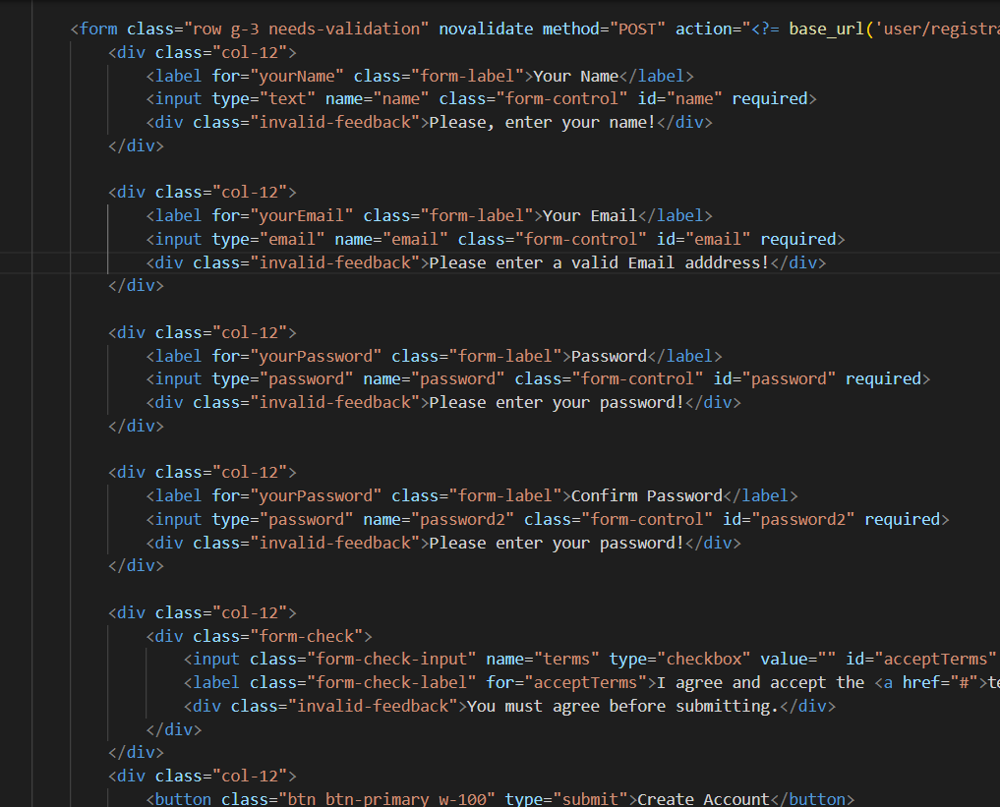 <form class="row g-3 needs-validation" novalidate method="POST" action="<?= base_url('user/registra
<div class="col-12">
<label for="yourName" class="form-label">Your Name</label>
<input type="text" name="name" class="form-control" id="name" required>
<div class="invalid-feedback">Please, enter your name!</div>
</div>
<div class="col-12">
<label for="yourEmail" class="form-label">Your Email</label>
<input type="email" name="email" class="form-control" id="email" required>
<div class="invalid-feedback">Please enter a valid Email adddress!</div>
</div>
<div class="col-12">
<label for="yourPassword" class="form-label">Password</label>
<input type="password" name="password" class="form-control" id="password" required>
<div class="invalid-feedback">Please enter your password!</div>
</div>
<div class="col-12">
<label for="yourPassword" class="form-label">Confirm Password</label>
<input type="password" name="password2" class="form-control" id="password2" required>
<div class="invalid-feedback">Please enter your password!</div>
</div>
<div class="col-12">
<div class="form-check">
<input class="form-check-input" name="terms" type="checkbox" value="" id="acceptTerms"
<label class="form-check-label" for="acceptTerms">I agree and accept the <a href="#">te
<div class="invalid-feedback">You must agree before submitting.</div>
</div>
</div>
<div class="col-12">
<button class="btn btn-primary w-100" type="submit">Create Account</button>